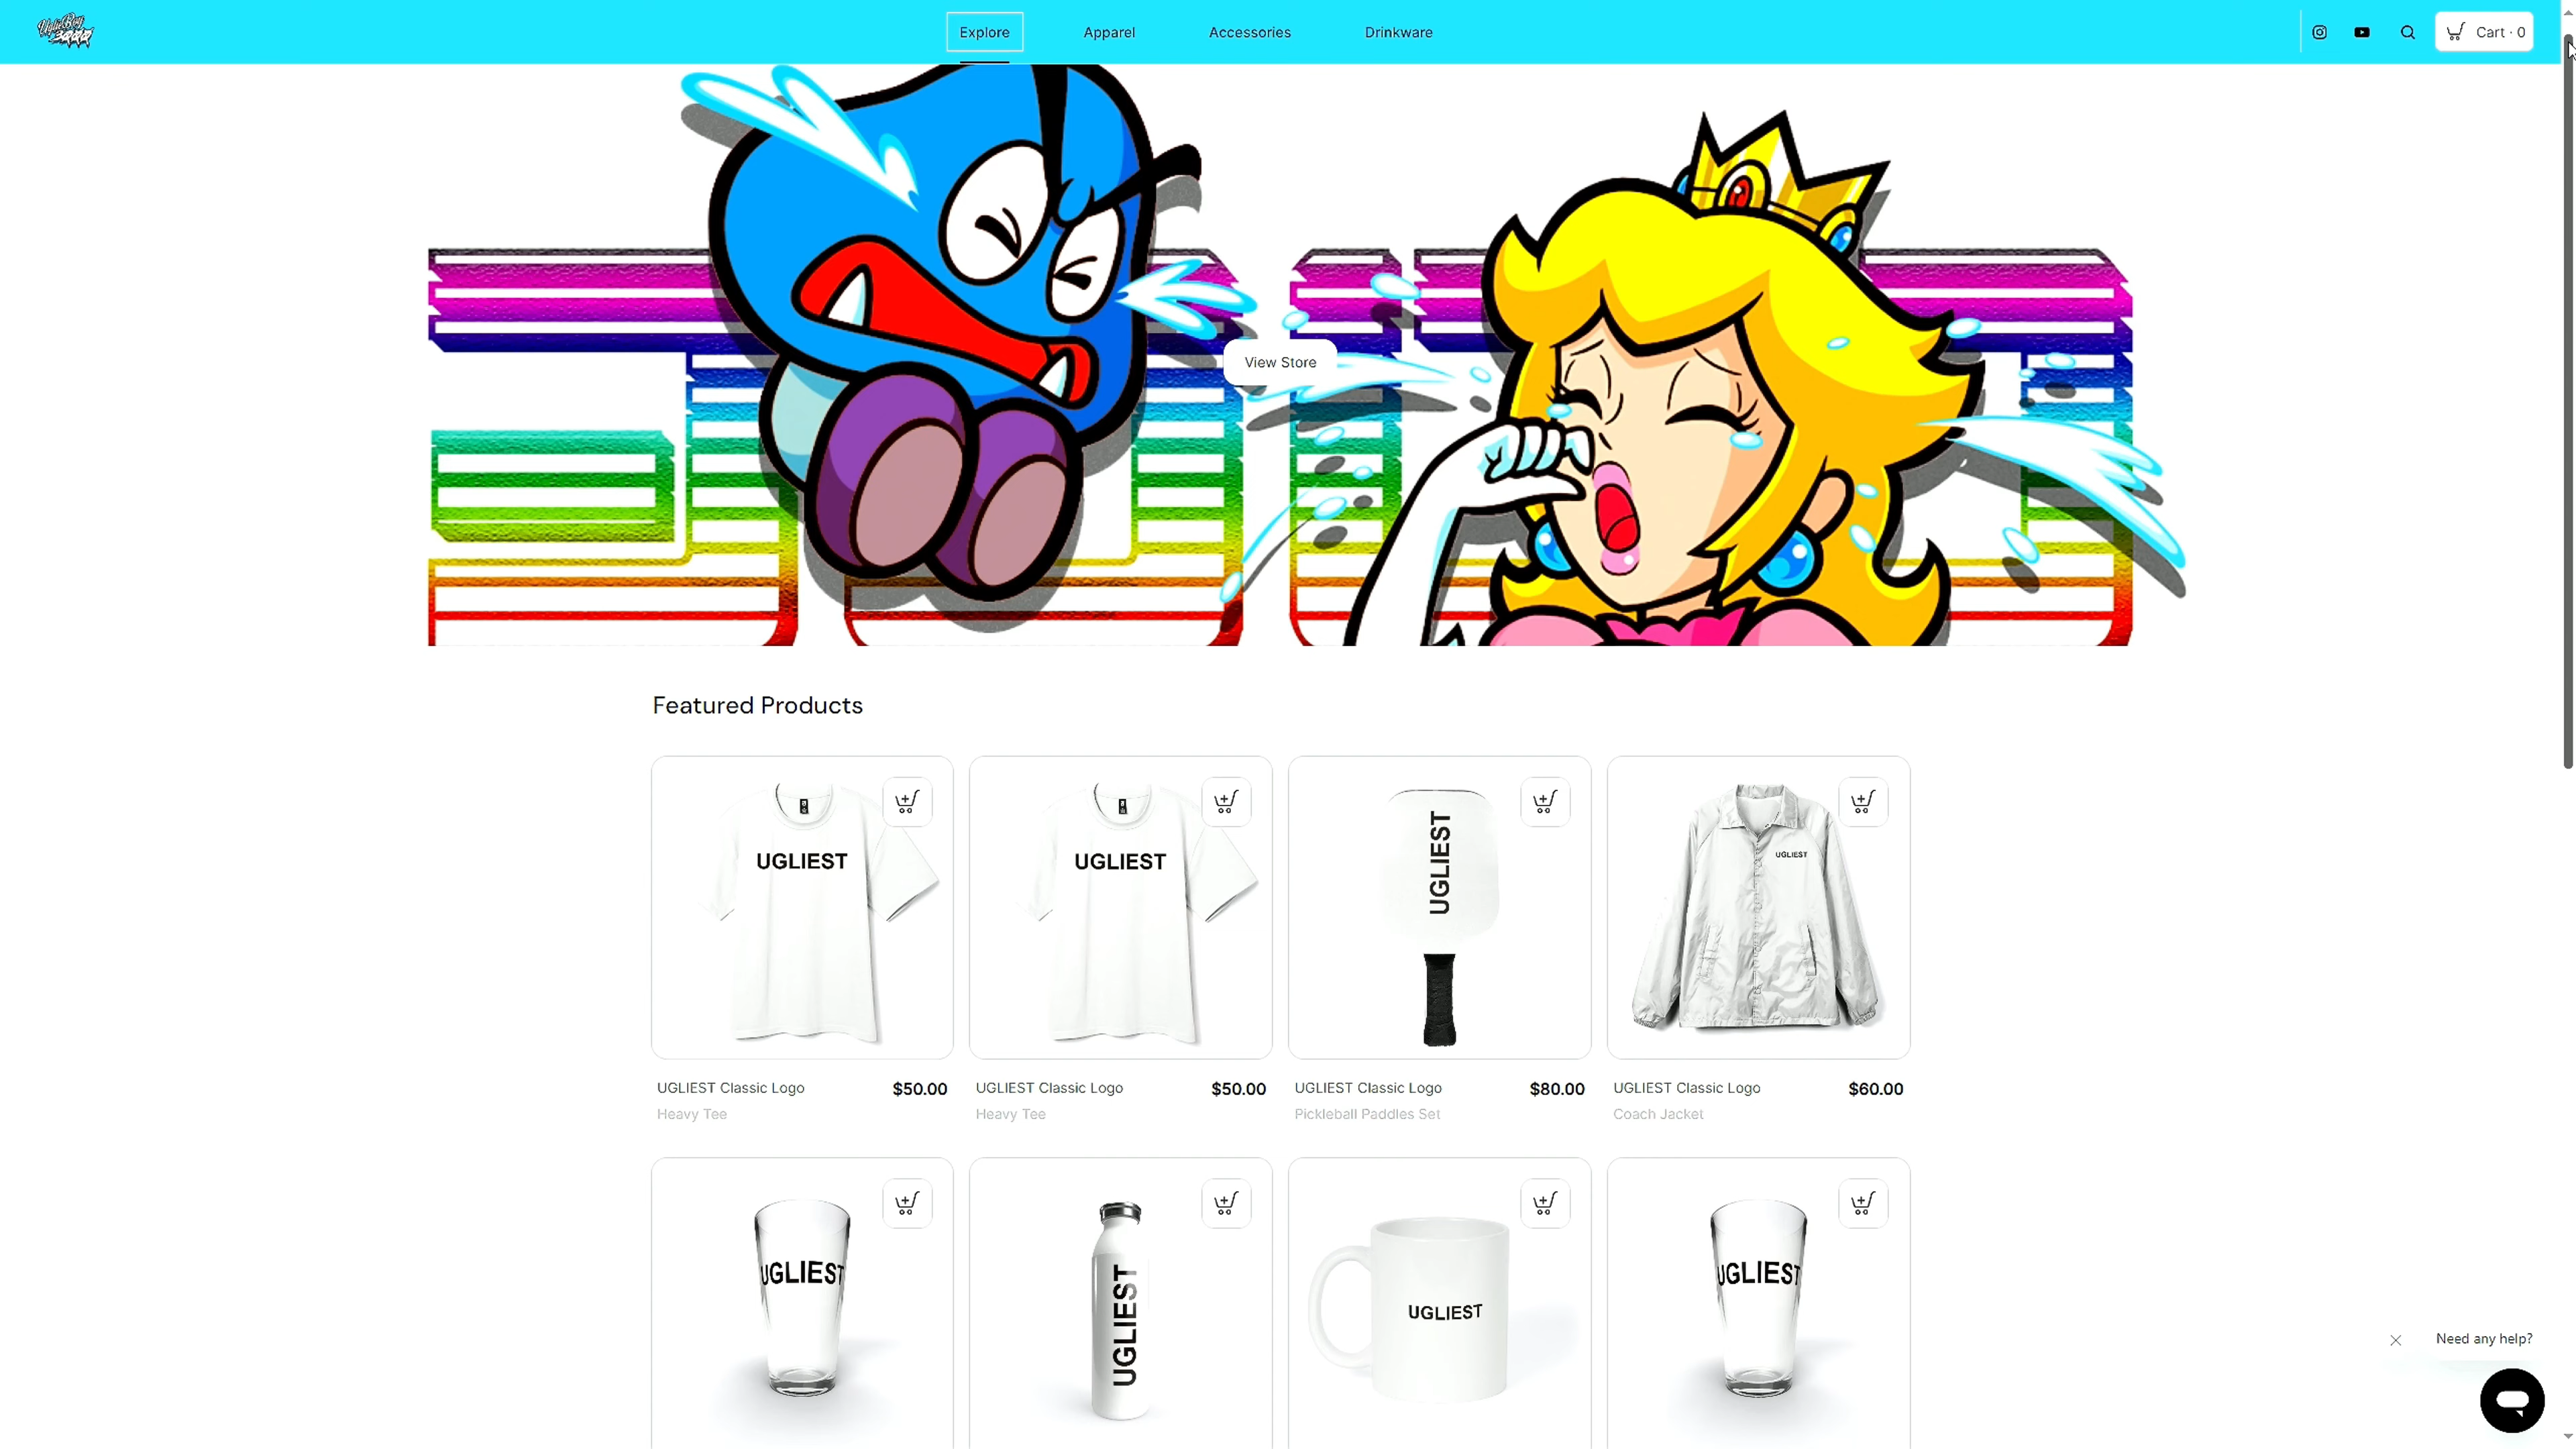 UglieBoy
3000
Explore
Apparel
Accessories
Drinkware
Cart · 0
View Store
Featured Products
UGLIEST
UGLIEST
UGLIEST
UGLIEST
UGLIEST Classic Logo $50.00
Heavy Tee
UGLIEST Classic Logo $50.00
Heavy Tee
UGLIEST Classic Logo $80.00
Pickleball Paddles Set
UGLIEST Classic Logo $60.00
Coach Jacket
UGLIEST
UGLIEST
UGLIEST
UGLIEST
Need any help?